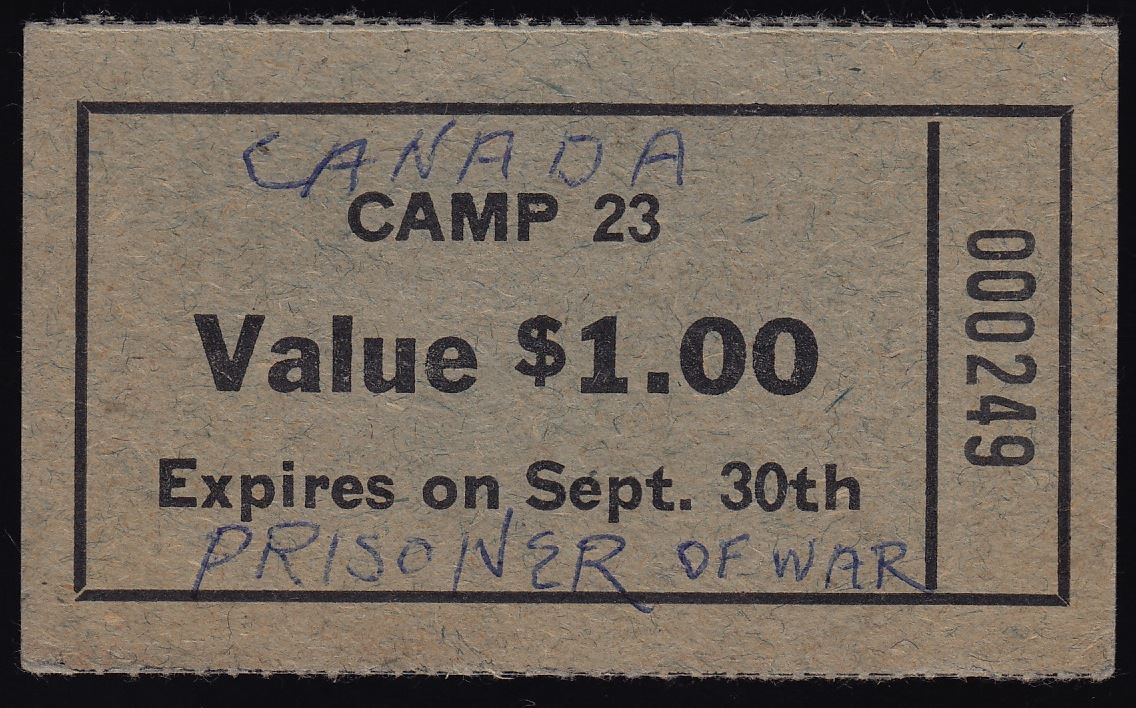 CANADA
CAMP 23
Value $1.00
Expires on Sept. 30th
PRISONER OF WAR
000249